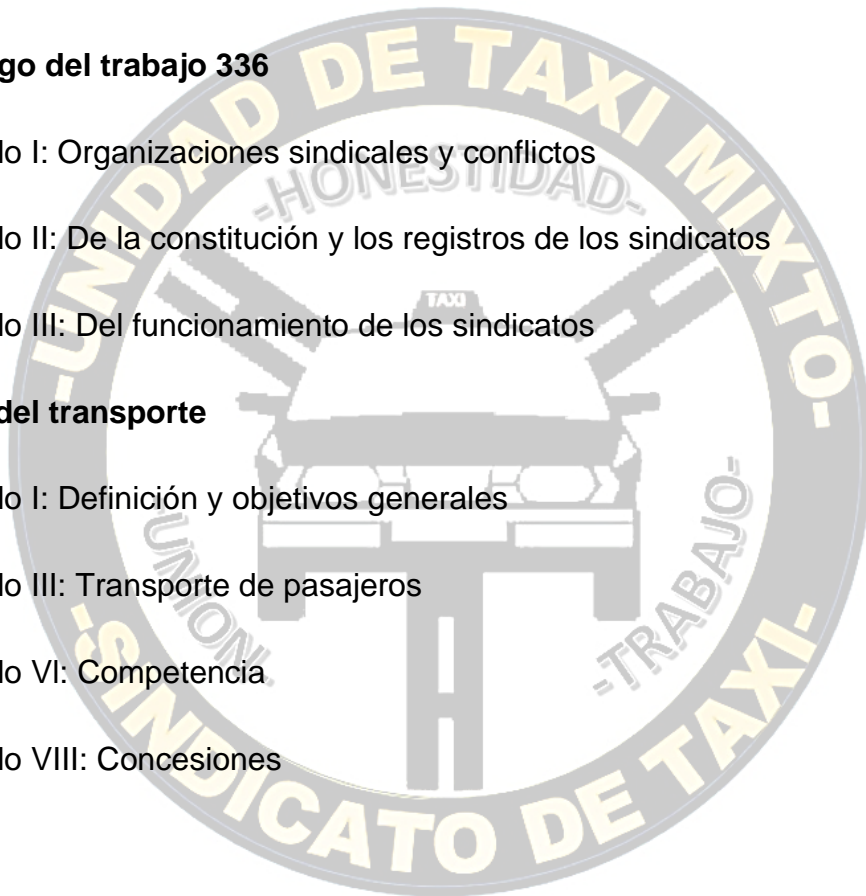 go del trabajo 336
lo I: Organizaciones sindicales y conflictos
lo II: De la constitución y los registros de los sindicatos
lo III: Del funcionamiento de los sindicatos
del transporte
lo I: Definición y objetivos generales
lo III: Transporte de pasajeros
lo VI: Competencia
lo VIII: Concesiones
-UNIDAD DE TAXI MIXTO-
-HONESTIDAD-
TAXI
-UNION-
-TRABAJO-
-SINDICATO DE TAXI-